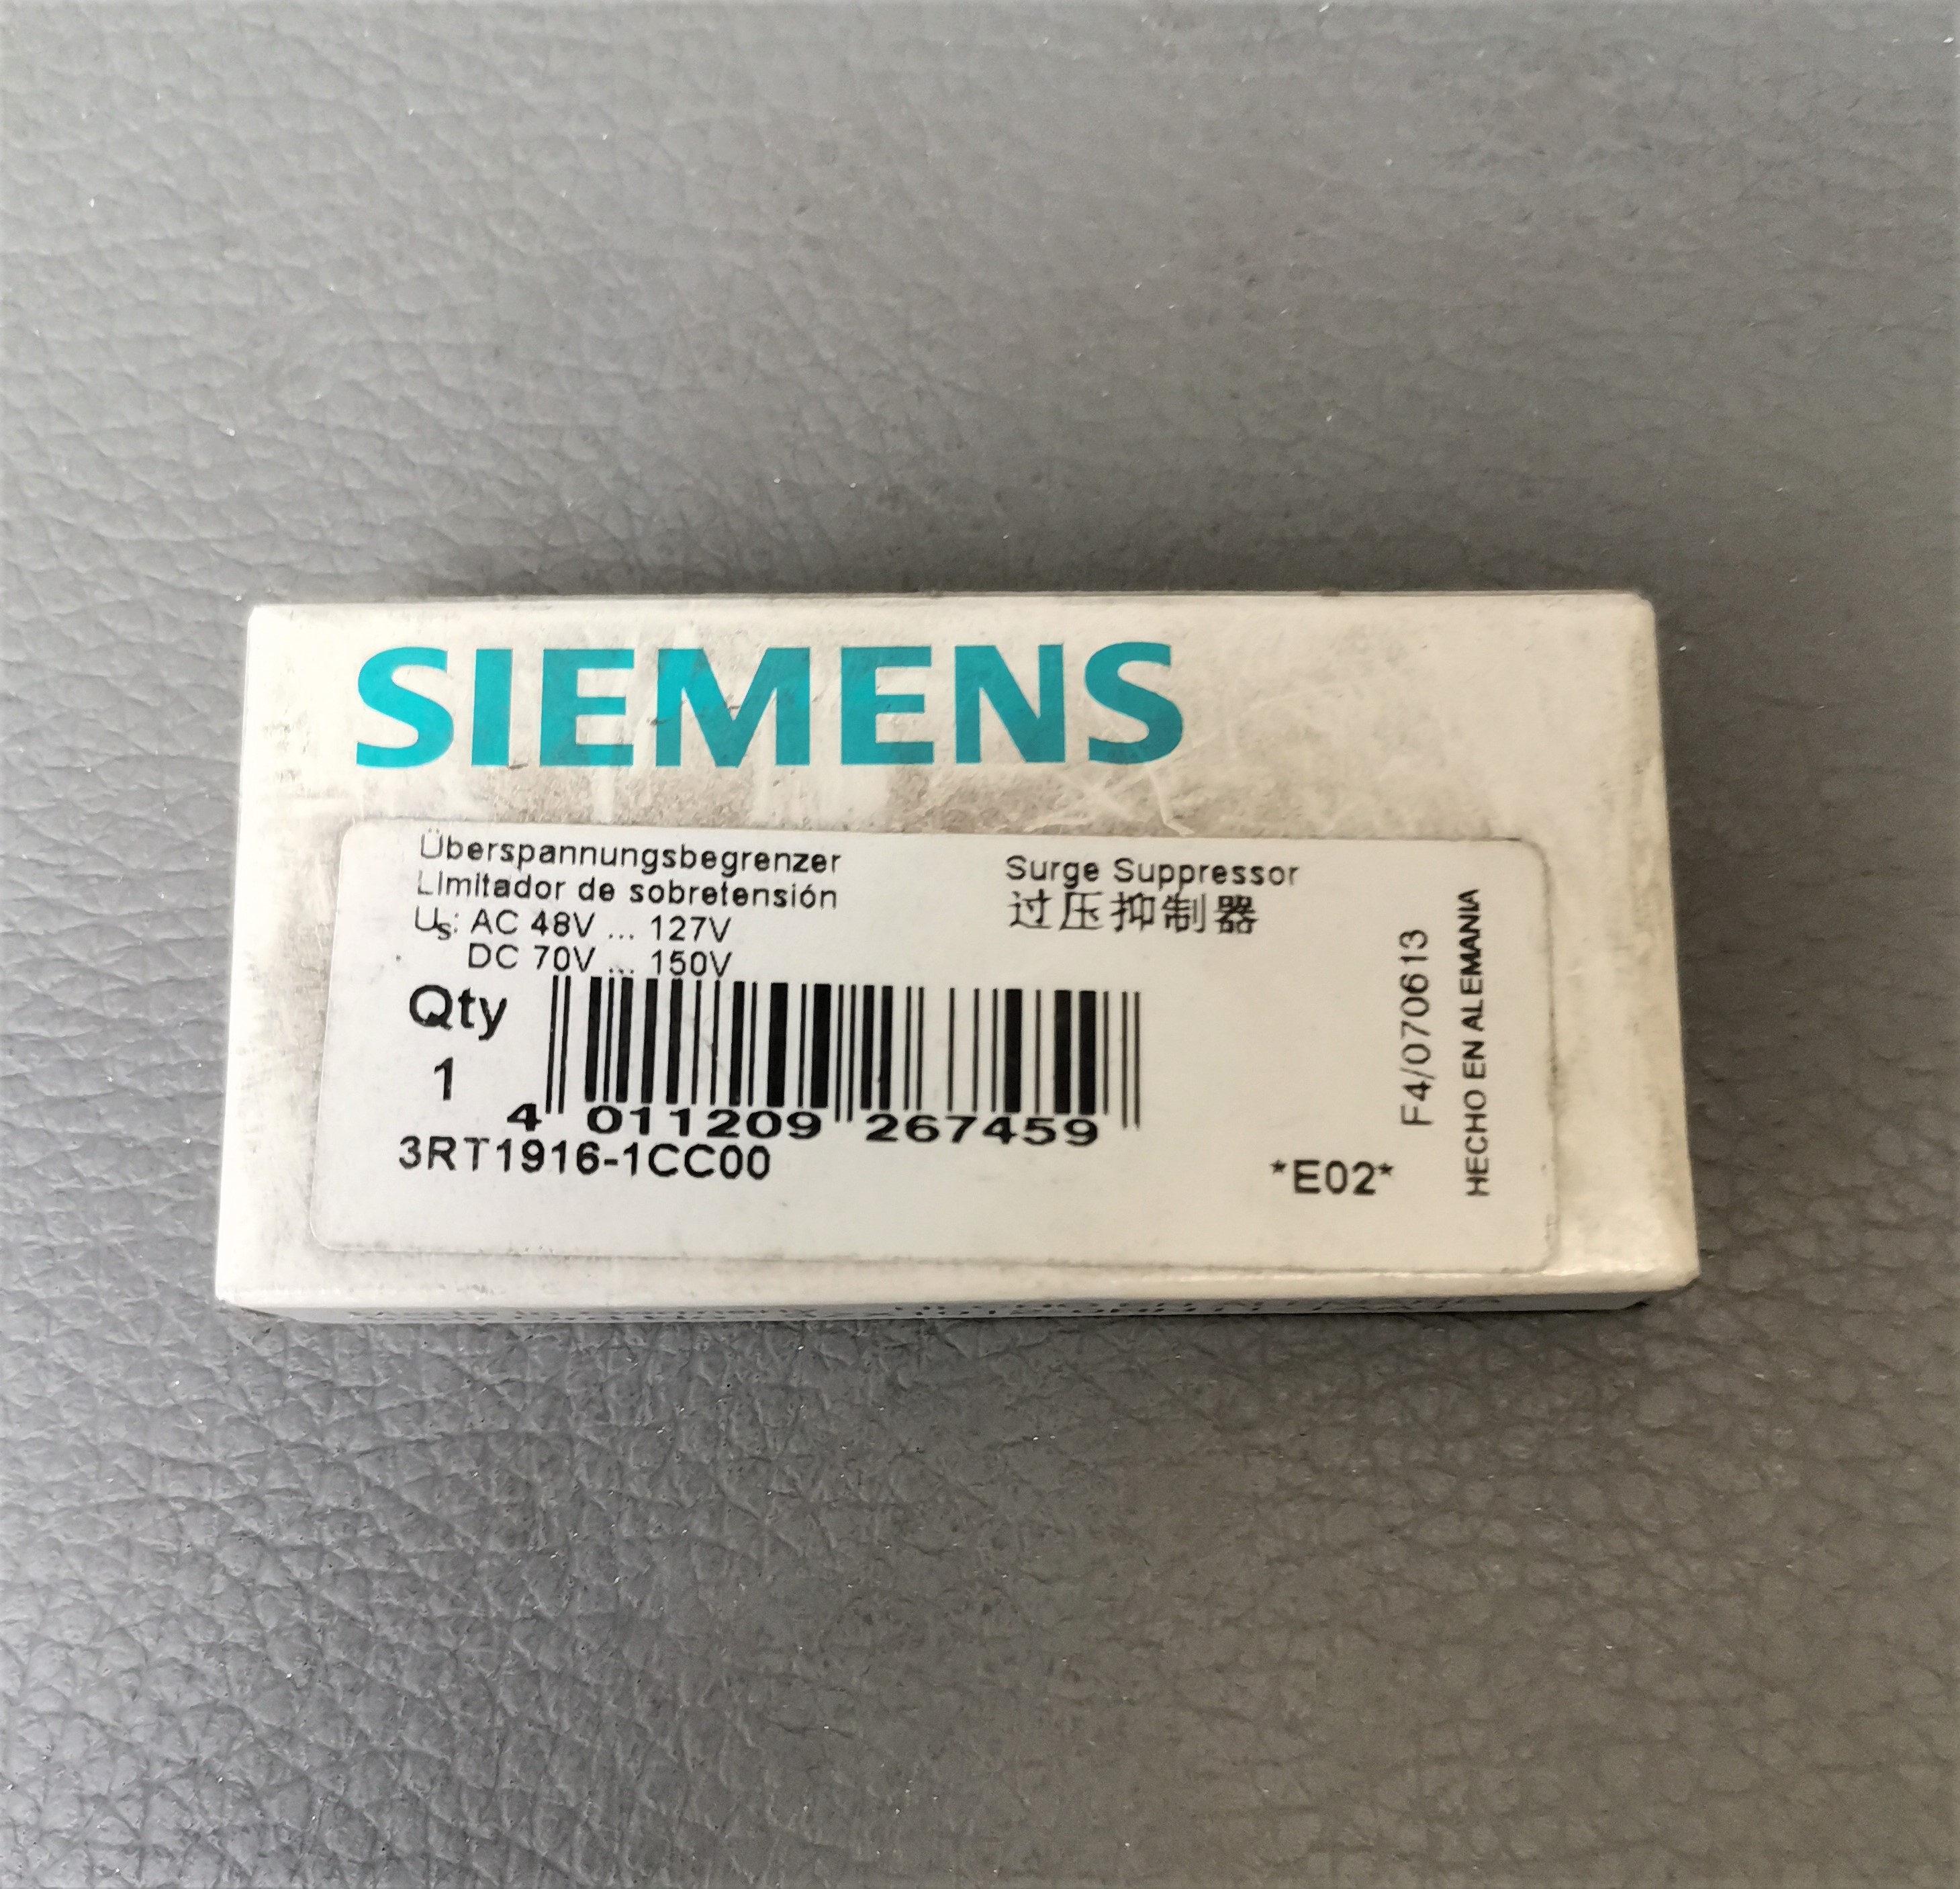 SIEMENS
Überspannungsbegrenzer
Limitador de sobretensión
Us: AC 48V ... 127V
DC 70V ... 150V
Surge Suppressor
过压抑制器
Qty
1
4 011209 267459
3RT1916-1CC00
*E02*
F4/070613
HECHO EN ALEMANIA